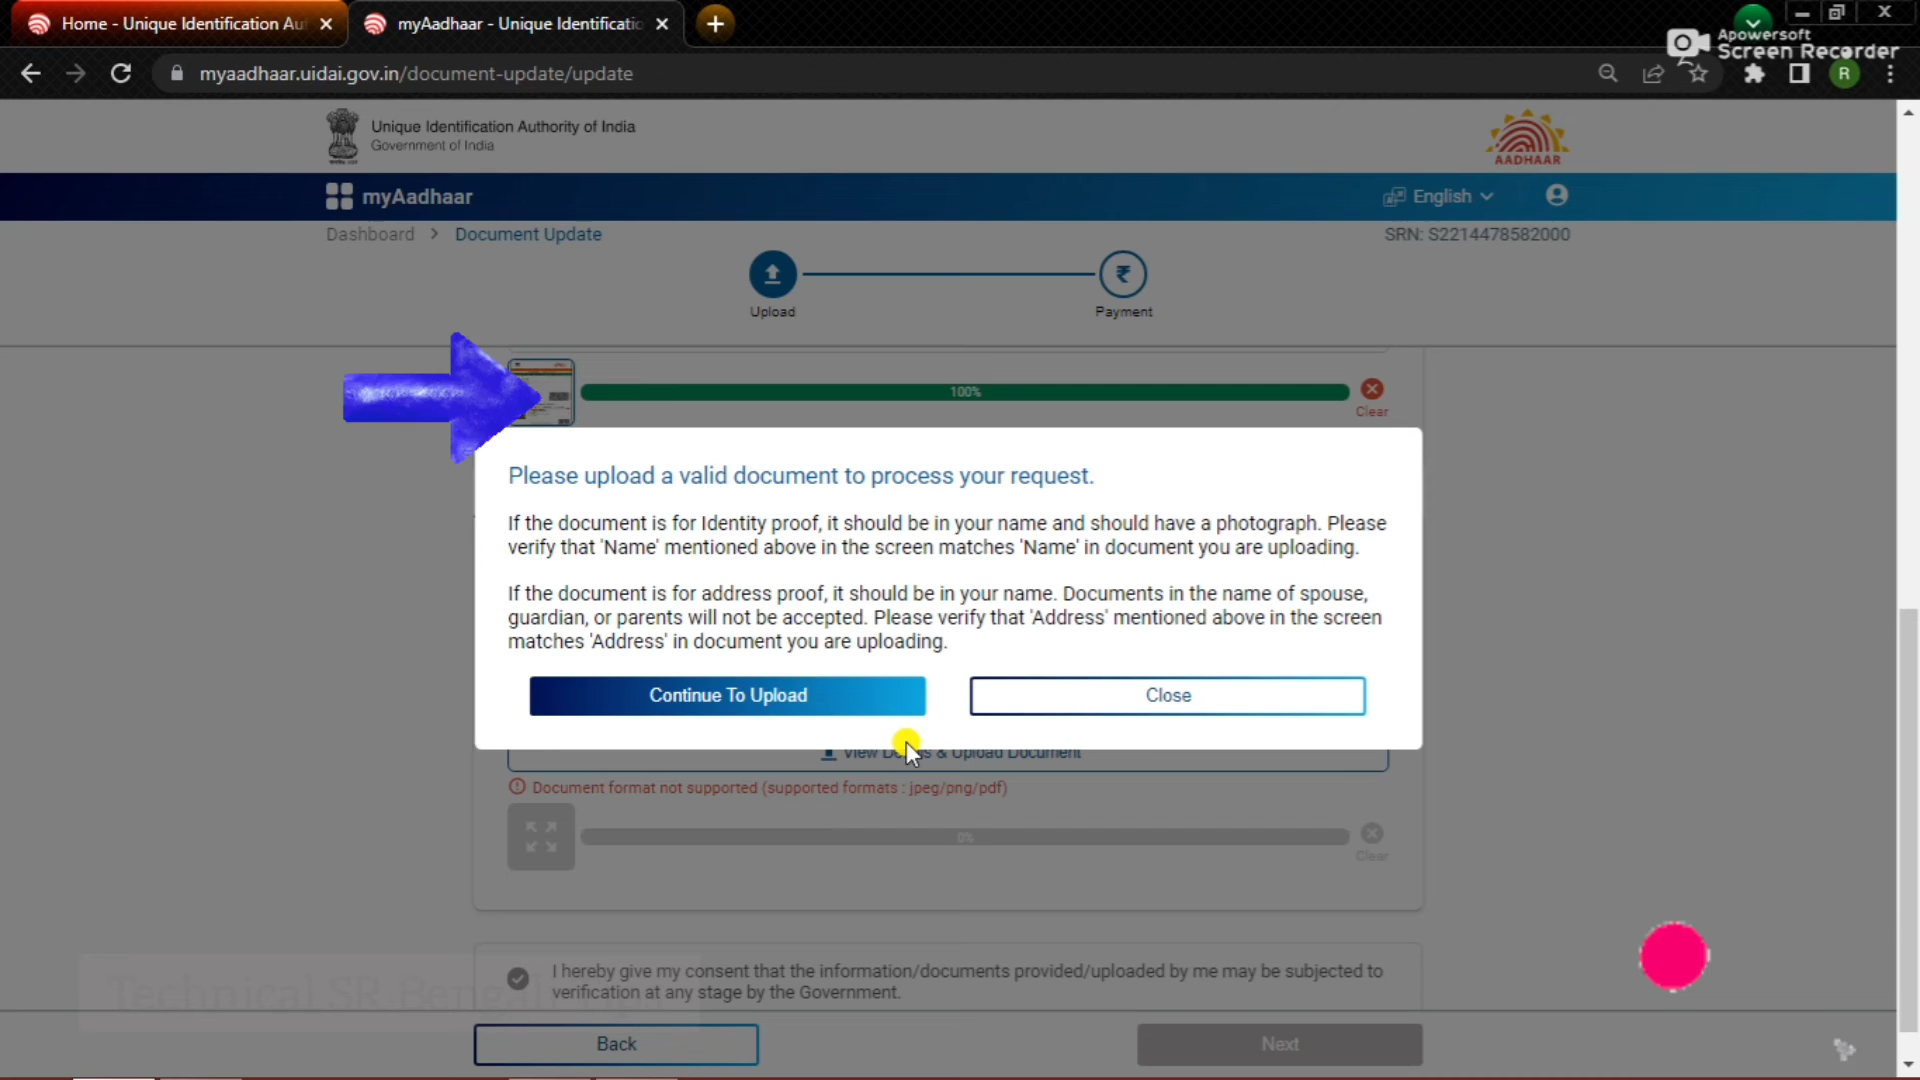 Home - Unique Identification Au
myAadhaar - Unique Identificatio
Apowersoft
Screen Recorder
myaadhaar.uidai.gov.in/document-update/update
R
Unique Identification Authority of India
Government of India
AADHAAR
myAadhaar
English
Dashboard > Document Update
SRN: S2214478582000
Upload
Payment
100%
Clear
Please upload a valid document to process your request.
If the document is for Identity proof, it should be in your name and should have a photograph. Please
verify that 'Name' mentioned above in the screen matches 'Name' in document you are uploading.
If the document is for address proof, it should be in your name. Documents in the name of spouse,
guardian, or parents will not be accepted. Please verify that 'Address' mentioned above in the screen
matches 'Address' in document you are uploading.
Continue To Upload
Close
View & Upload Document
Document format not supported (supported formats : jpeg/png/pdf)
0%
Clear
I hereby give my consent that the information/documents provided/uploaded by me may be subjected to
verification at any stage by the Government.
Technical SR
Back
Next